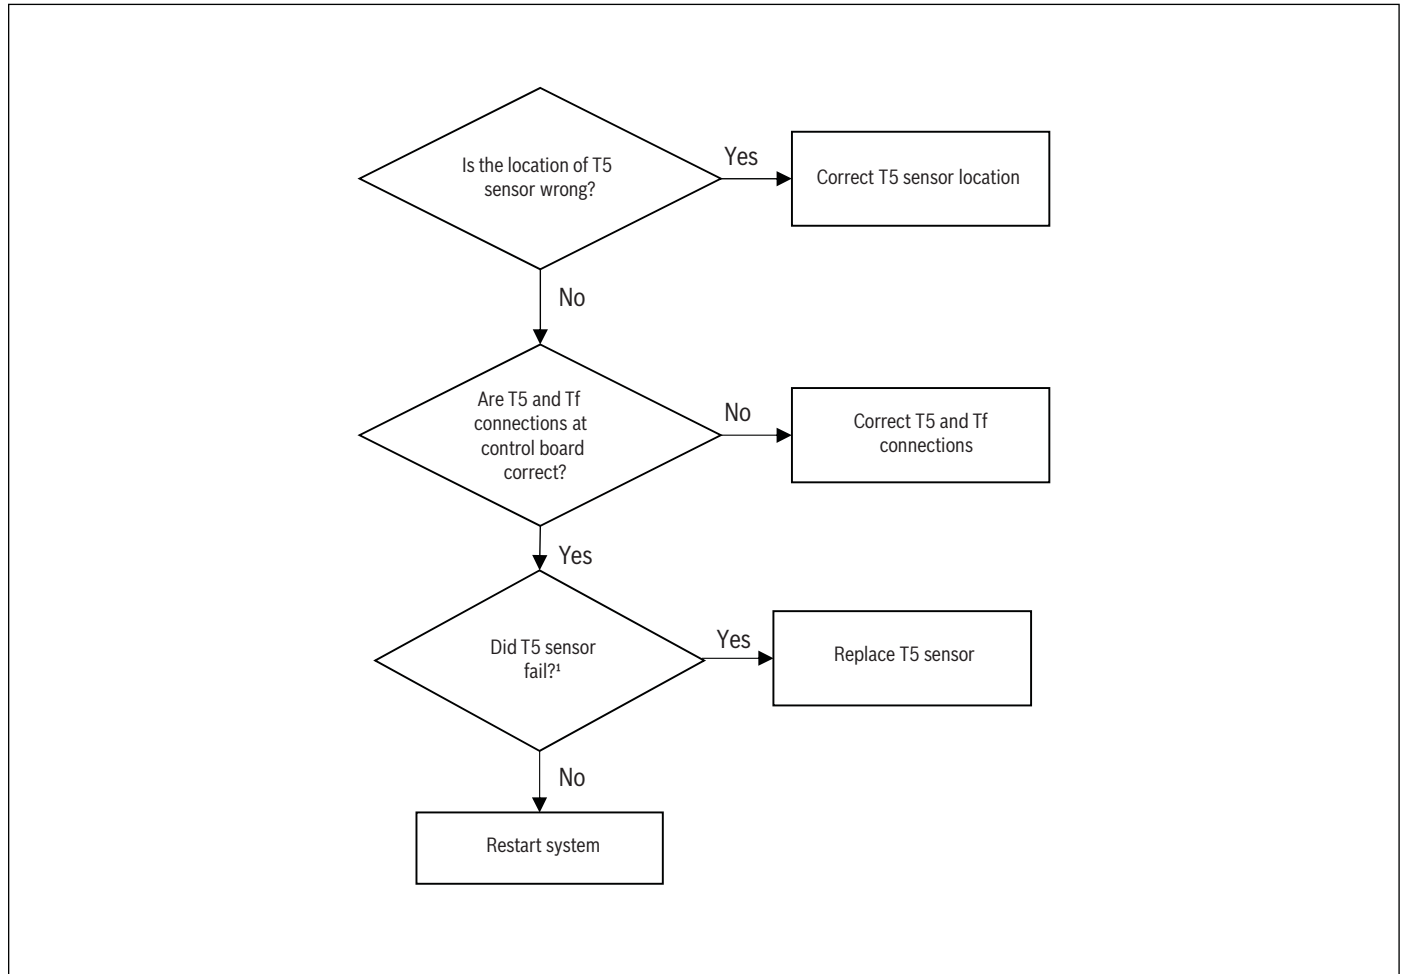 Is the location of T5
sensor wrong?
Yes
Correct T5 sensor location
No
Are T5 and Tf
connections at
control board
correct?
No
Correct T5 and Tf
connections
Yes
Did T5 sensor
fail?¹
Yes
Replace T5 sensor
No
Restart system